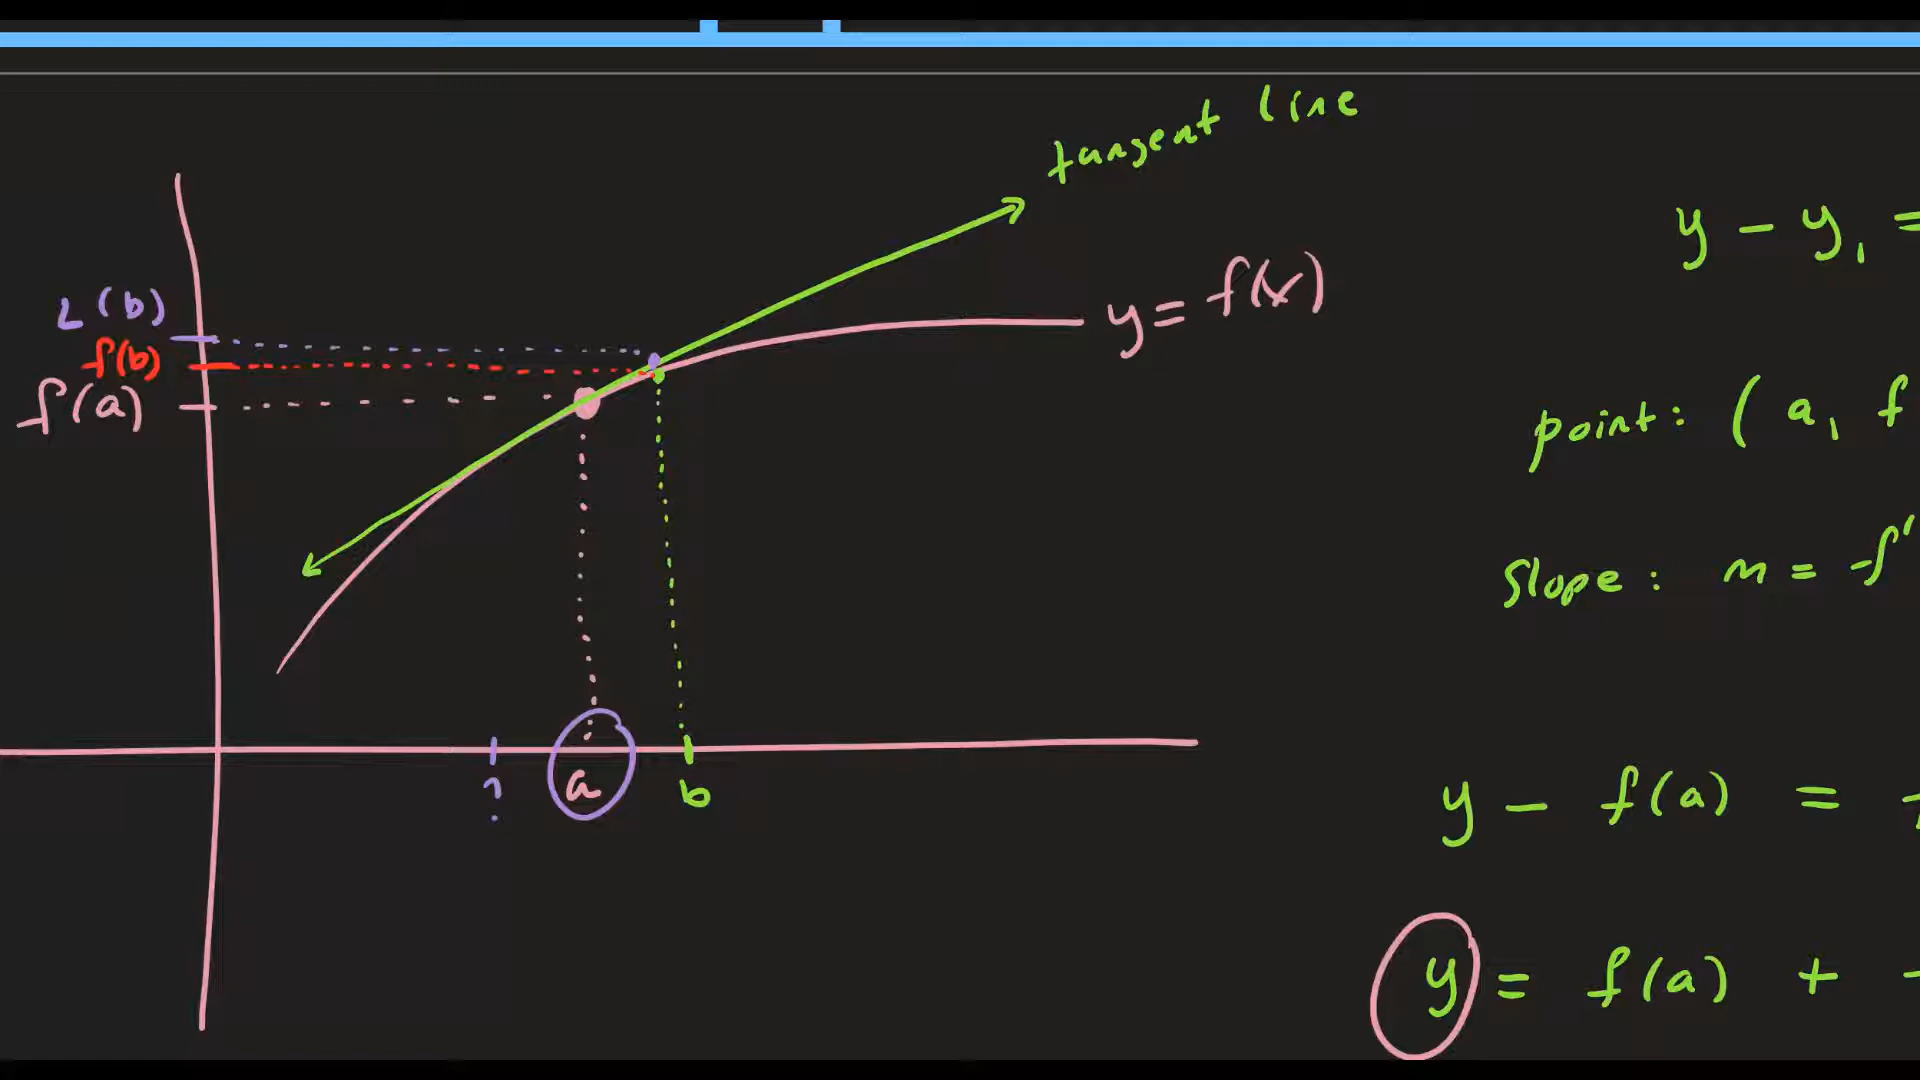 tangent line
y - y₁ =
y = f(x)
L(b)
f(b)
f(a)
point: ( a, f
slope: m = f'
? a b
y - f(a) =
y = f(a) +